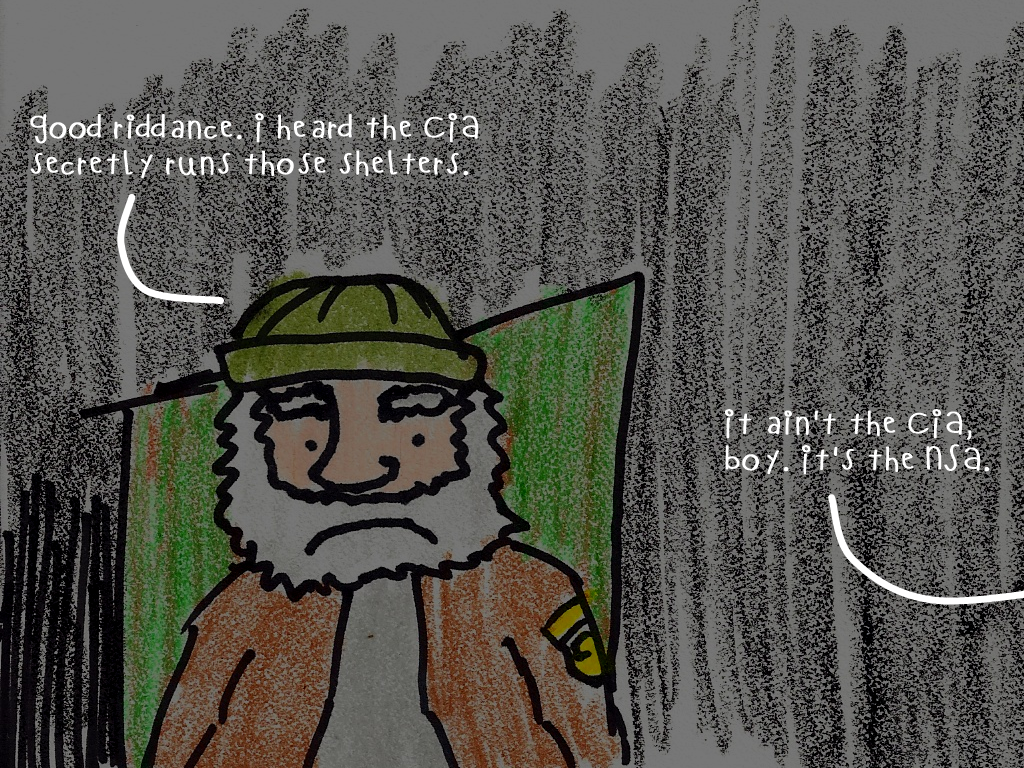 good riddance. i heard the cia
secretly runs those shelters.
it ain't the cia,
boy. it's the nsa.